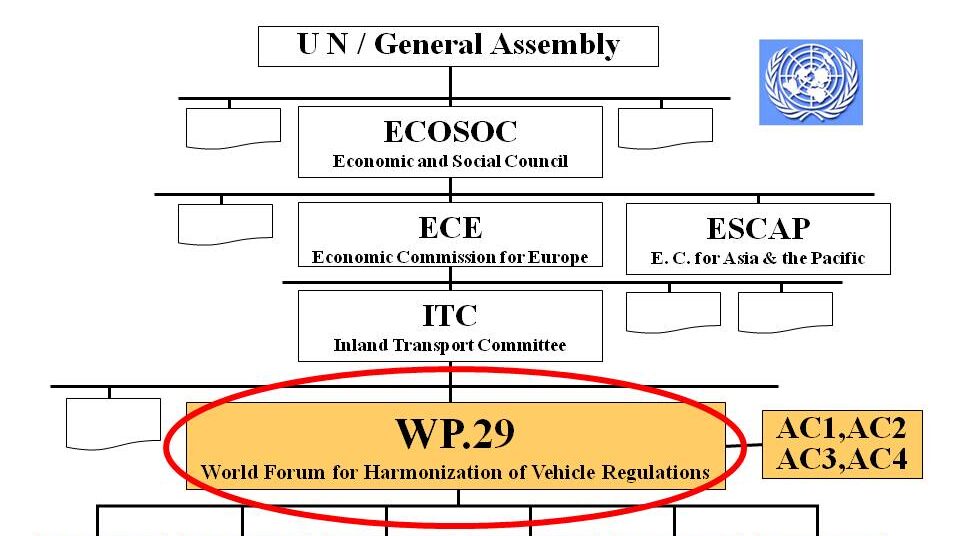 U N / General Assembly
ECOSOC
Economic and Social Council
ECE
Economic Commission for Europe
ESCAP
E. C. for Asia & the Pacific
ITC
Inland Transport Committee
WP.29
World Forum for Harmonization of Vehicle Regulations
AC1,AC2
AC3,AC4